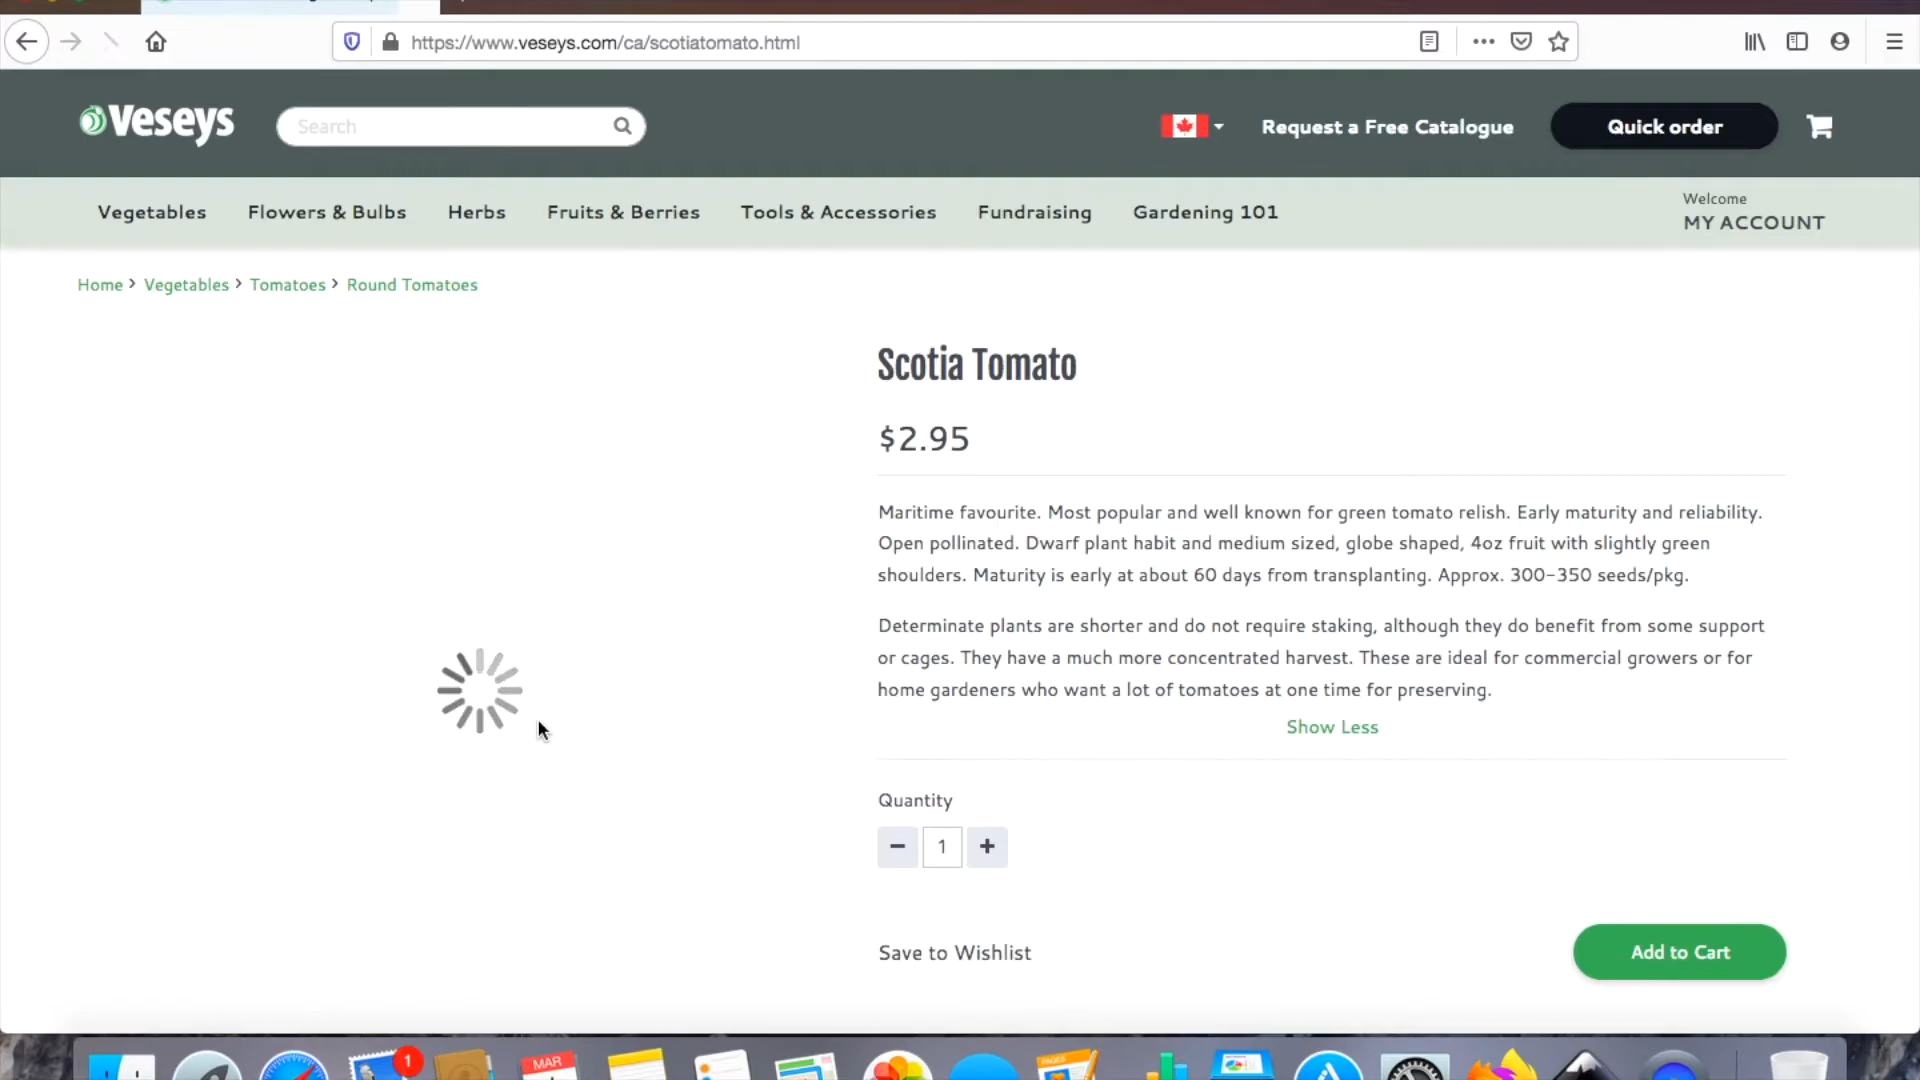 https://www.veseys.com/ca/scotiatomato.html
Veseys
Search
Request a Free Catalogue
Quick order
Vegetables
Flowers & Bulbs
Herbs
Fruits & Berries
Tools & Accessories
Fundraising
Gardening 101
Welcome
MY ACCOUNT
Home > Vegetables > Tomatoes > Round Tomatoes
Scotia Tomato
$2.95
Maritime favourite. Most popular and well known for green tomato relish. Early maturity and reliability.
Open pollinated. Dwarf plant habit and medium sized, globe shaped, 4oz fruit with slightly green
shoulders. Maturity is early at about 60 days from transplanting. Approx. 300-350 seeds/pkg.
Determinate plants are shorter and do not require staking, although they do benefit from some support
or cages. They have a much more concentrated harvest. These are ideal for commercial growers or for
home gardeners who want a lot of tomatoes at one time for preserving.
Show Less
Quantity
− 1 +
Save to Wishlist
Add to Cart
1
MAR
PAGES